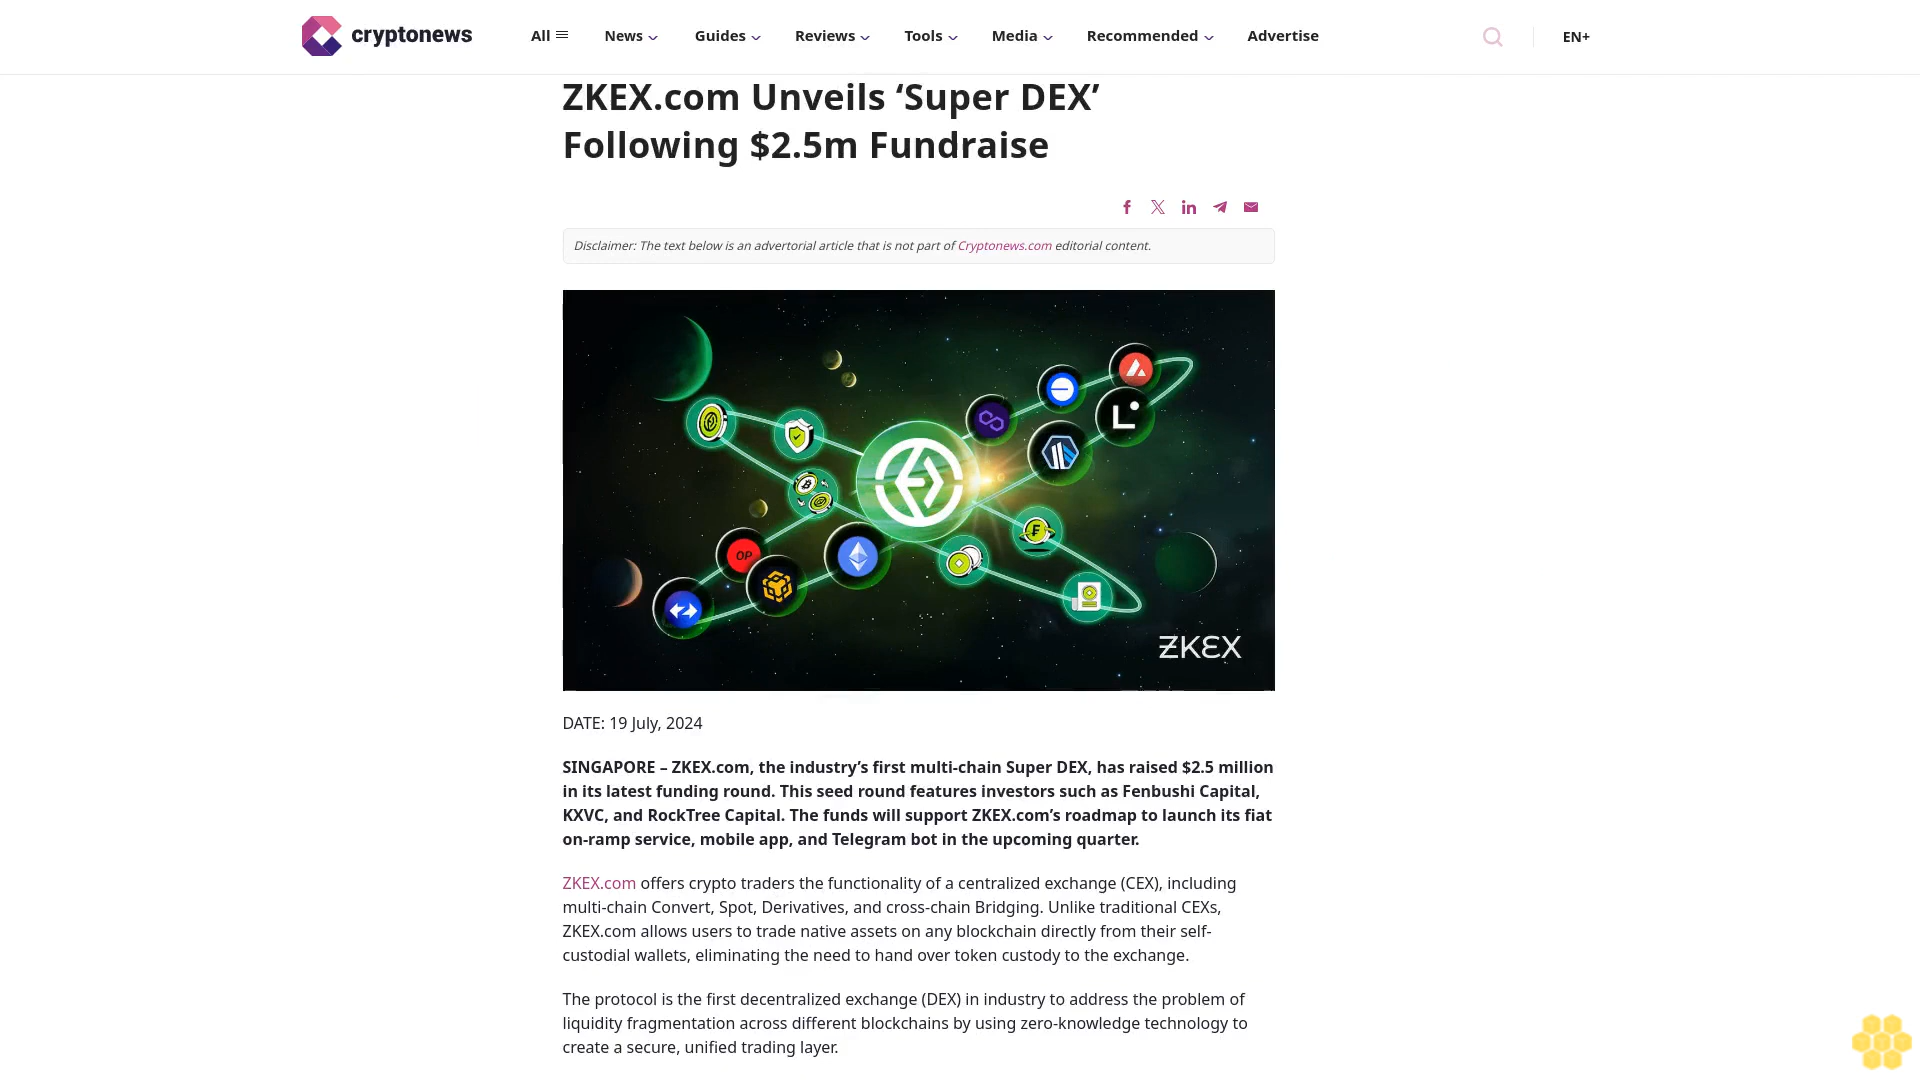 cryptonews
All
News
Guides
Reviews
Tools
Media
Recommended
Advertise
EN+
ZKEX.com Unveils ‘Super DEX’
Following $2.5m Fundraise
Disclaimer: The text below is an advertorial article that is not part of Cryptonews.com editorial content.
OP
ZKEX
DATE: 19 July, 2024
SINGAPORE – ZKEX.com, the industry’s first multi-chain Super DEX, has raised $2.5 million
in its latest funding round. This seed round features investors such as Fenbushi Capital,
KXVC, and RockTree Capital. The funds will support ZKEX.com’s roadmap to launch its fiat
on-ramp service, mobile app, and Telegram bot in the upcoming quarter.
ZKEX.com offers crypto traders the functionality of a centralized exchange (CEX), including
multi-chain Convert, Spot, Derivatives, and cross-chain Bridging. Unlike traditional CEXs,
ZKEX.com allows users to trade native assets on any blockchain directly from their self-
custodial wallets, eliminating the need to hand over token custody to the exchange.
The protocol is the first decentralized exchange (DEX) in industry to address the problem of
liquidity fragmentation across different blockchains by using zero-knowledge technology to
create a secure, unified trading layer.